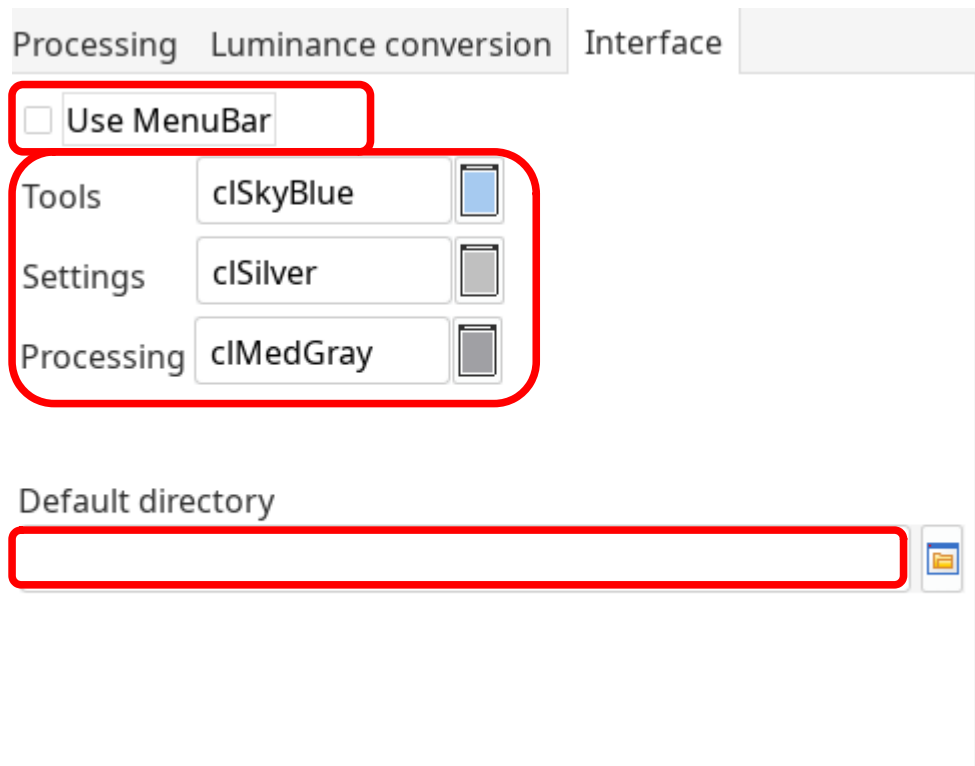 Processing Luminance conversion Interface
Use MenuBar
Tools clSkyBlue
Settings clSilver
Processing clMedGray
Default directory